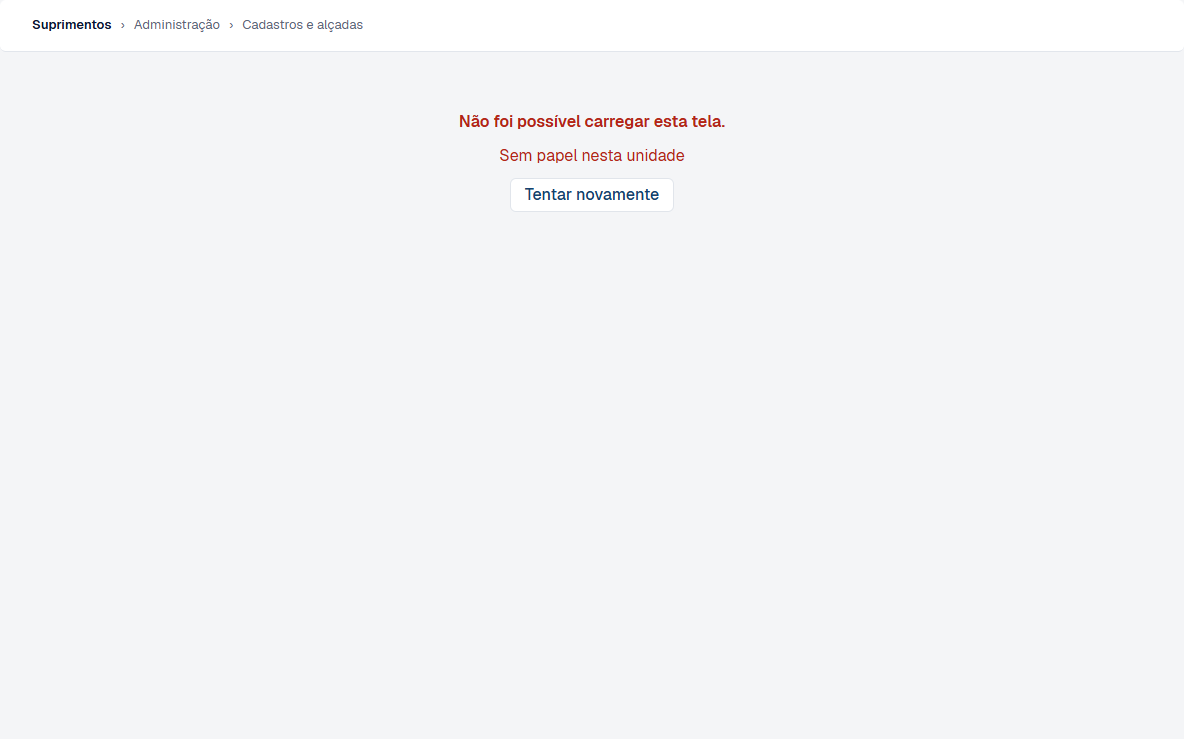 Suprimentos › Administração › Cadastros e alçadas
Não foi possível carregar esta tela.
Sem papel nesta unidade
Tentar novamente